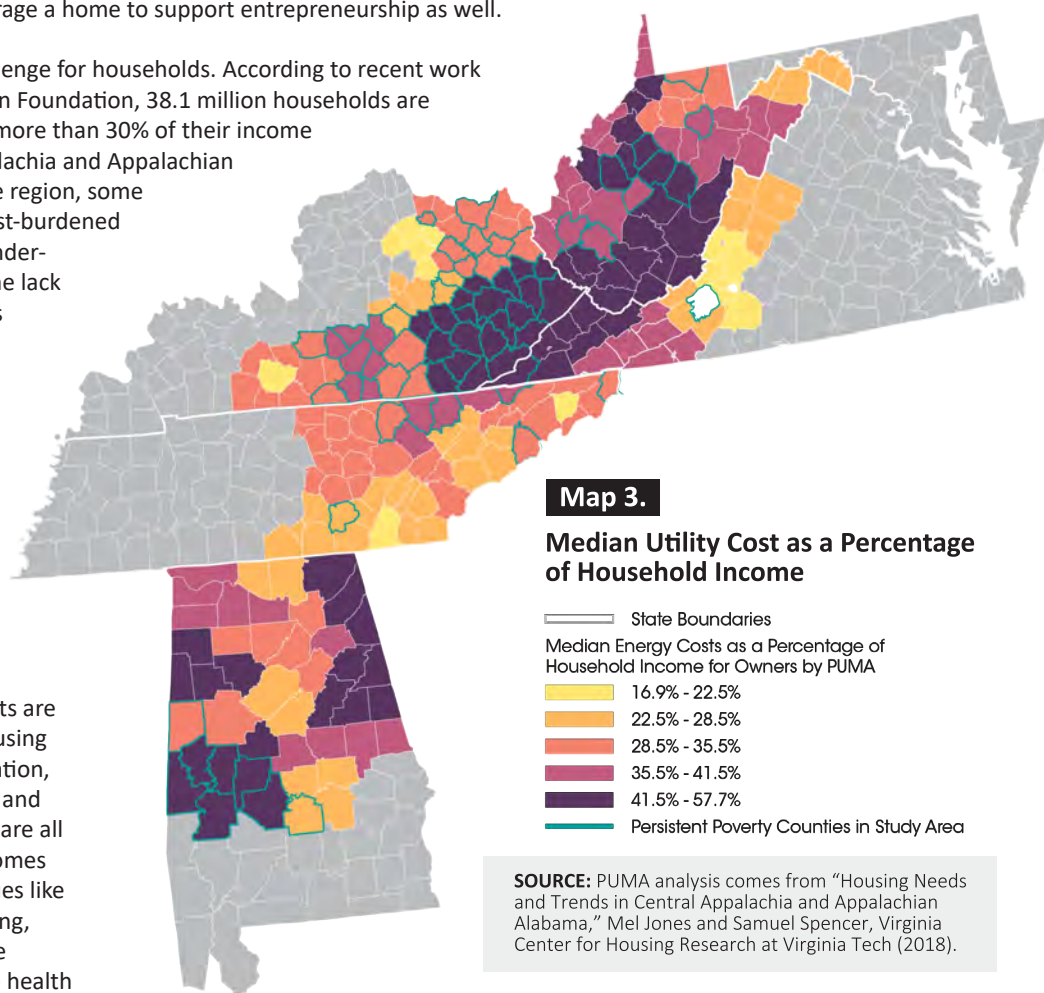 rage a home to support entrepreneurship as well.
enge for households. According to recent work
n Foundation, 38.1 million households are
more than 30% of their income
lachia and Appalachian
e region, some
st-burdened
nder-
ne lack
s
ts are
using
ation,
and
are all
omes
es like
ng,
e
health
Map 3.
Median Utility Cost as a Percentage
of Household Income
State Boundaries
Median Energy Costs as a Percentage of
Household Income for Owners by PUMA
16.9% - 22.5%
22.5% - 28.5%
28.5% - 35.5%
35.5% - 41.5%
41.5% - 57.7%
Persistent Poverty Counties in Study Area
SOURCE: PUMA analysis comes from “Housing Needs
and Trends in Central Appalachia and Appalachian
Alabama,” Mel Jones and Samuel Spencer, Virginia
Center for Housing Research at Virginia Tech (2018).